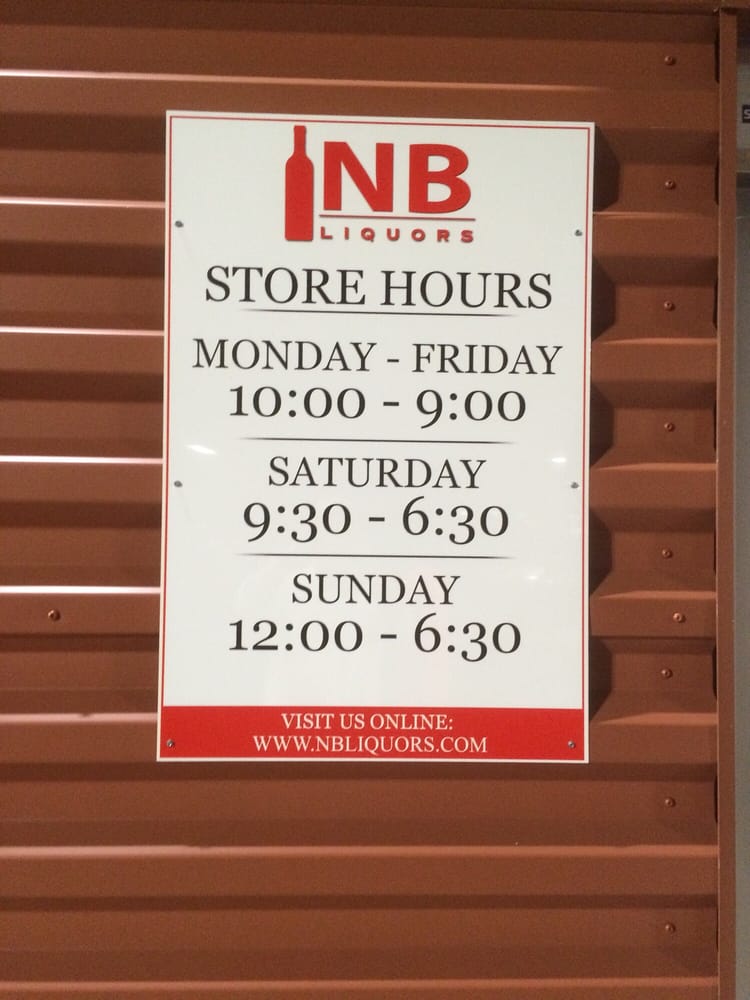 NB
LIQUORS
STORE HOURS
MONDAY - FRIDAY
10:00 - 9:00
SATURDAY
9:30 - 6:30
SUNDAY
12:00 - 6:30
VISIT US ONLINE:
WWW.NBLIQUORS.COM